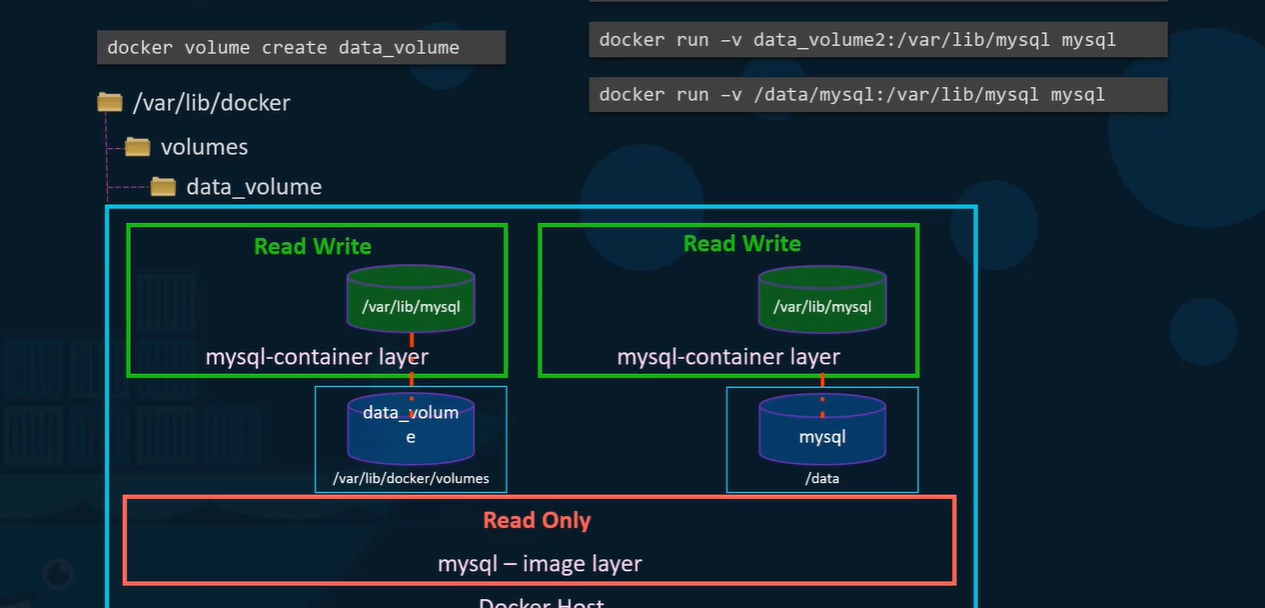 docker volume create data_volume
docker run –v data_volume2:/var/lib/mysql mysql
docker run –v /data/mysql:/var/lib/mysql mysql
/var/lib/docker
volumes
data_volume
Read Write
/var/lib/mysql
mysql-container layer
data_volum
e
/var/lib/docker/volumes
Read Write
/var/lib/mysql
mysql-container layer
mysql
/data
Read Only
mysql – image layer
Docker Host